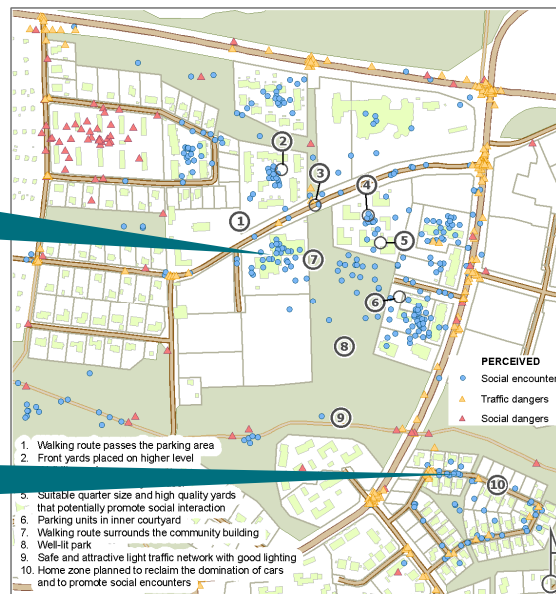 2
3
4
1
5
7
6
8
9
10
PERCEIVED
Social encounter
Traffic dangers
Social dangers
1. Walking route passes the parking area
2. Front yards placed on higher level
5. Suitable quarter size and high quality yards
that potentially promote social interaction
6. Parking units in inner courtyard
7. Walking route surrounds the community building
8. Well-lit park
9. Safe and attractive light traffic network with good lighting
10. Home zone planned to reclaim the domination of cars
and to promote social encounters